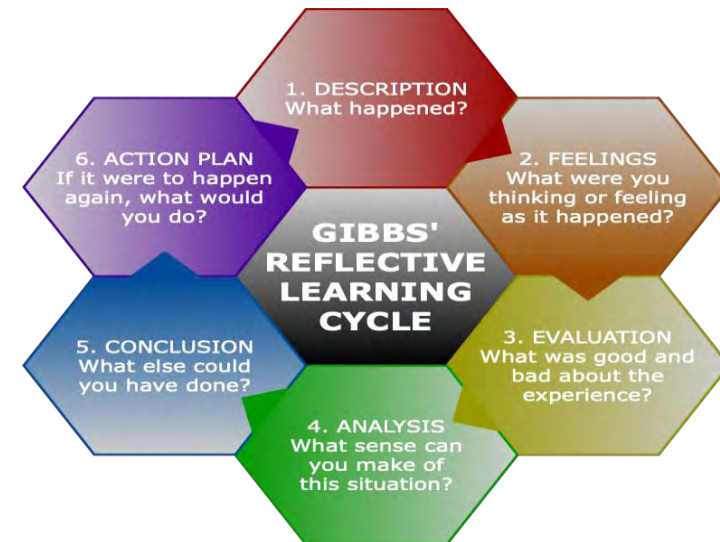 1. DESCRIPTION
What happened?
2. FEELINGS
What were you
thinking or feeling
as it happened?
3. EVALUATION
What was good and
bad about the
experience?
4. ANALYSIS
What sense can
you make of
this situation?
5. CONCLUSION
What else could
you have done?
6. ACTION PLAN
If it were to happen
again, what would
you do?
GIBBS'
REFLECTIVE
LEARNING
CYCLE